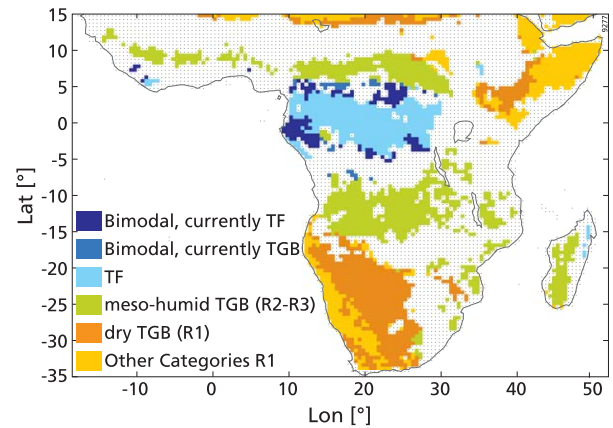 15
10
5
0
-5
-10
-15
-20
-25
-30
-35
Lat [°]
9277
Bimodal, currently TF
Bimodal, currently TGB
TF
meso-humid TGB (R2-R3)
dry TGB (R1)
Other Categories R1
-10 0 10 20 30 40 50
Lon [°]